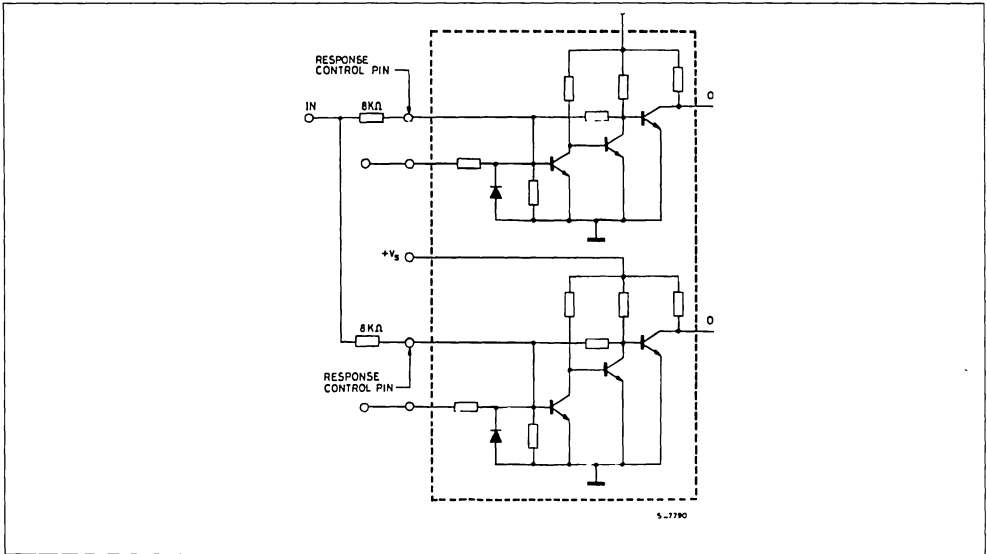 RESPONSE
CONTROL PIN
IN
8KΩ
O
+Vs
8KΩ
O
RESPONSE
CONTROL PIN
S-7790